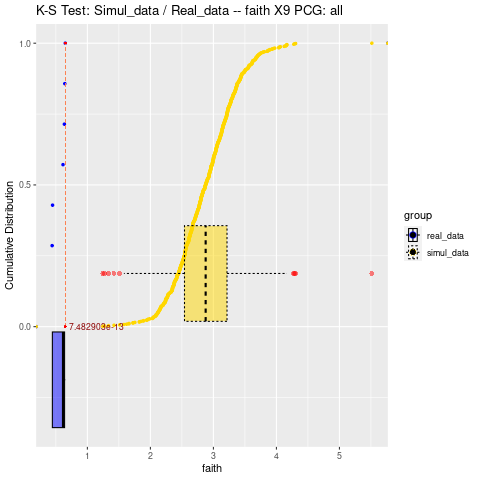 K-S Test: Simul_data / Real_data -- faith X9 PCG: all
1.0
0.5
0.0
Cumulative Distribution
7.482903e-13
1 2 3 4 5
faith
group
real_data
simul_data